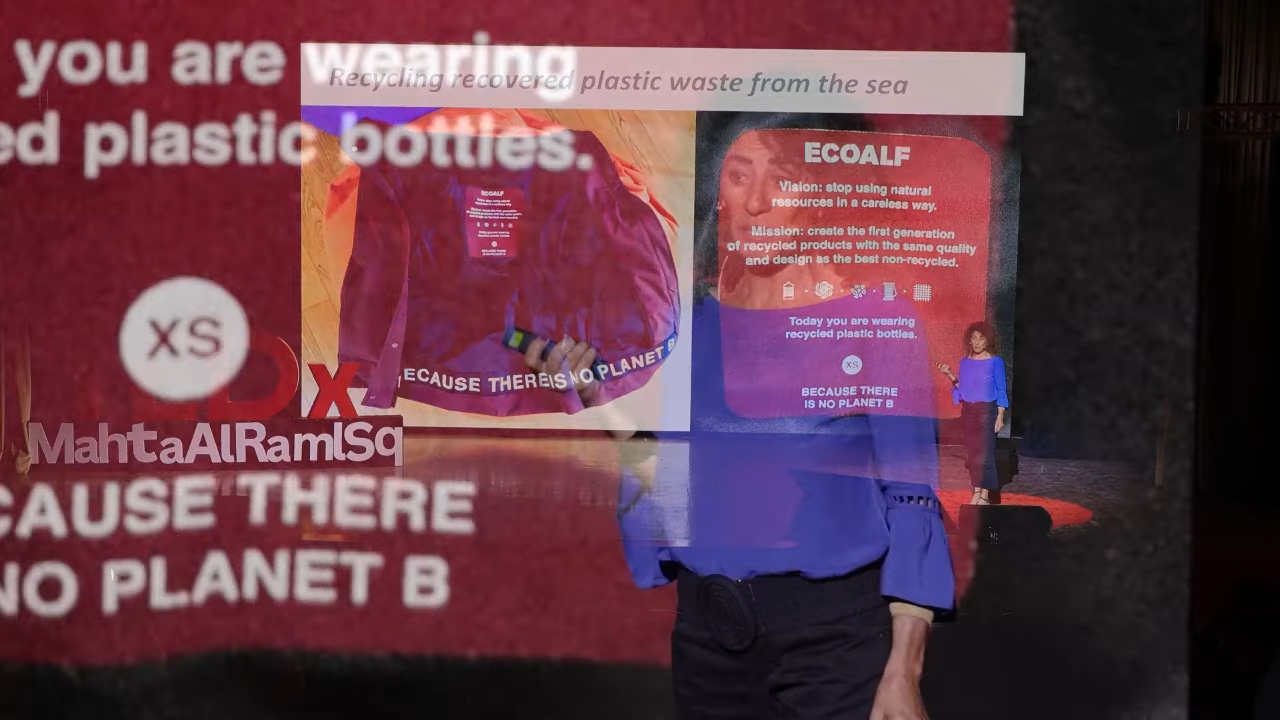 you are wearing
ed plastic bottles.
XS
CAUSE THERE
NO PLANET B
Recycling recovered plastic waste from the sea
ECOALF
BECAUSE THERE IS NO PLANET B
ECOALF
Vision: stop using natural
resources in a careless way.
Mission: create the first generation
of recycled products with the same quality
and design as the best non-recycled.
Today you are wearing
recycled plastic bottles.
XS
BECAUSE THERE
IS NO PLANET B
x
MahtaAlRamlSq